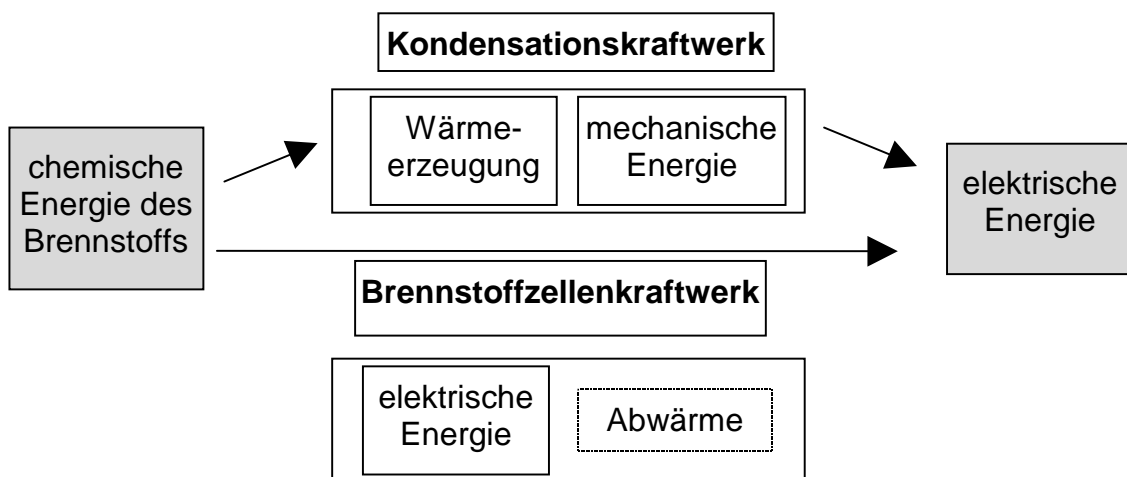 Kondensationskraftwerk
Wärme-
erzeugung
mechanische
Energie
chemische
Energie des
Brennstoffs
elektrische
Energie
Brennstoffzellenkraftwerk
elektrische
Energie
Abwärme